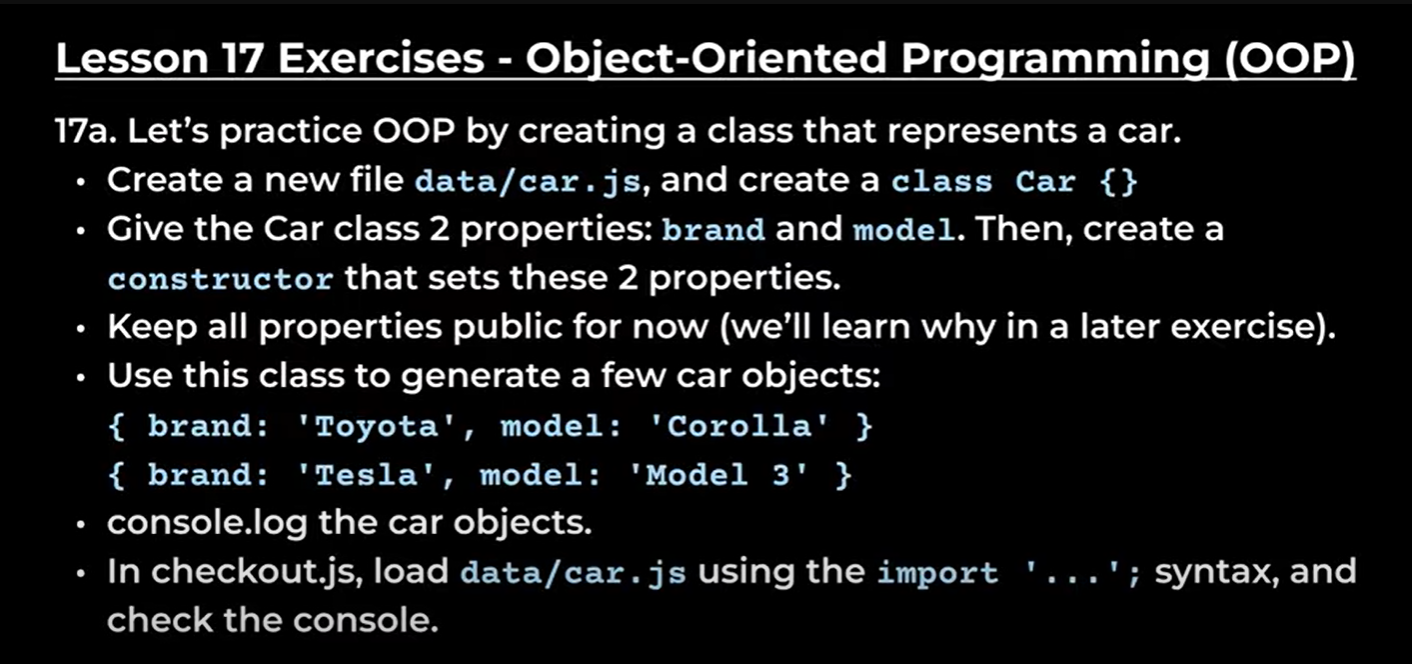 Lesson 17 Exercises - Object-Oriented Programming (OOP)
17a. Let's practice OOP by creating a class that represents a car.
• Create a new file data/car.js, and create a class Car {}
• Give the Car class 2 properties: brand and model. Then, create a
constructor that sets these 2 properties.
• Keep all properties public for now (we'll learn why in a later exercise).
• Use this class to generate a few car objects:
{ brand: 'Toyota', model: 'Corolla' }
{ brand: 'Tesla', model: 'Model 3' }
• console.log the car objects.
• In checkout.js, load data/car.js using the import '...'; syntax, and
check the console.